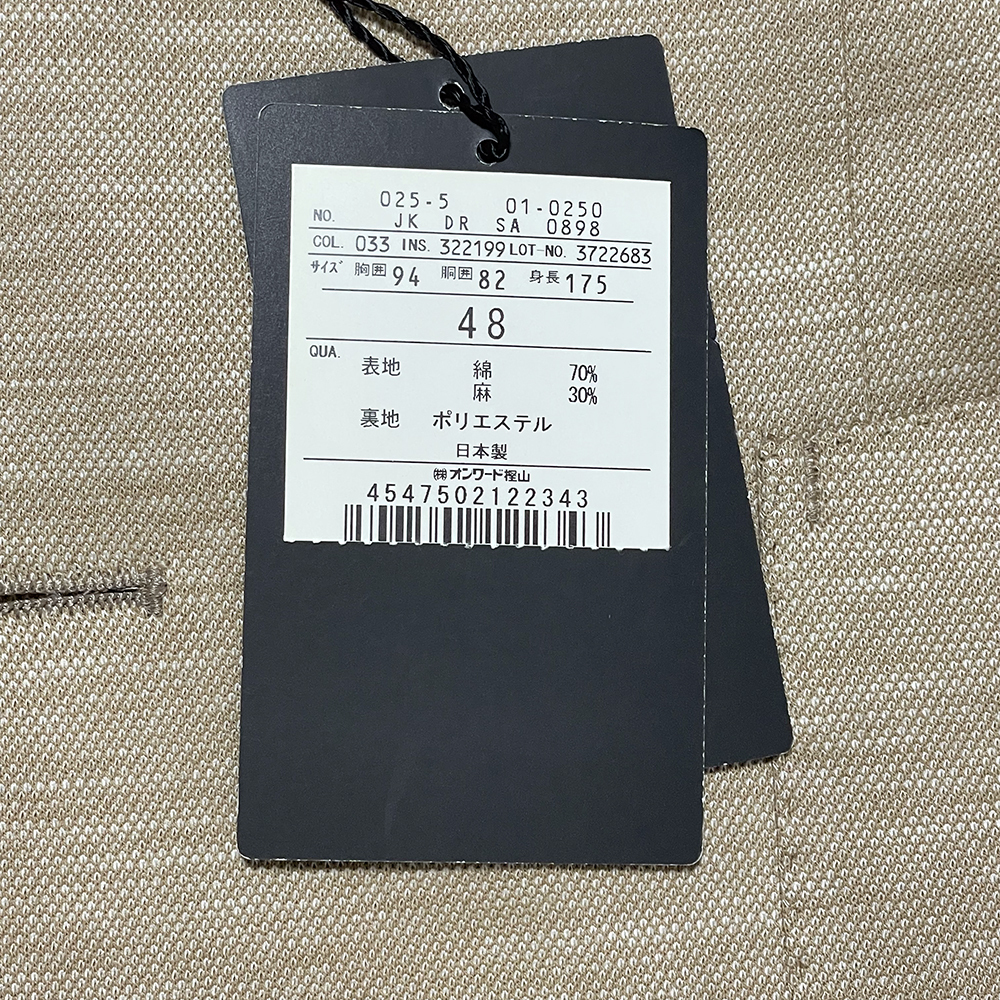 025-5 01-0250
NO. JK DR SA 0898
COL. 033 INS. 322199 LOT-NO. 3722683
ｻｲｽﾞ 胸囲 94 胴囲 82 身長 175
48
QUA. 表地 綿 70%
麻 30%
裏地 ポリエステル
日本製
㈱オンワード樫山
4547502122343